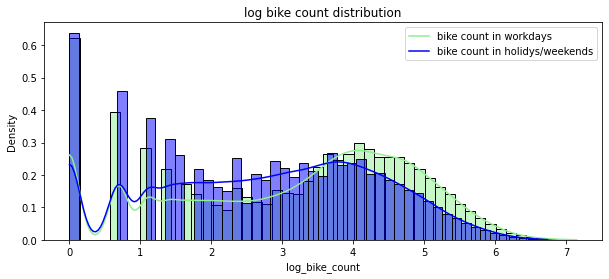 log bike count distribution
bike count in workdays
bike count in holidys/weekends
Density
0.6
0.5
0.4
0.3
0.2
0.1
0.0
0 1 2 3 4 5 6 7
log_bike_count